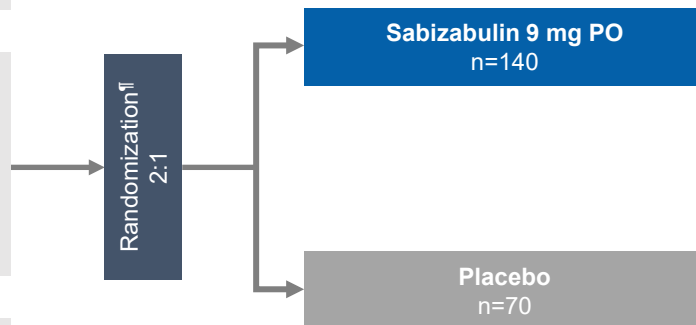 Randomization¶
2:1
Sabizabulin 9 mg PO
n=140
Placebo
n=70